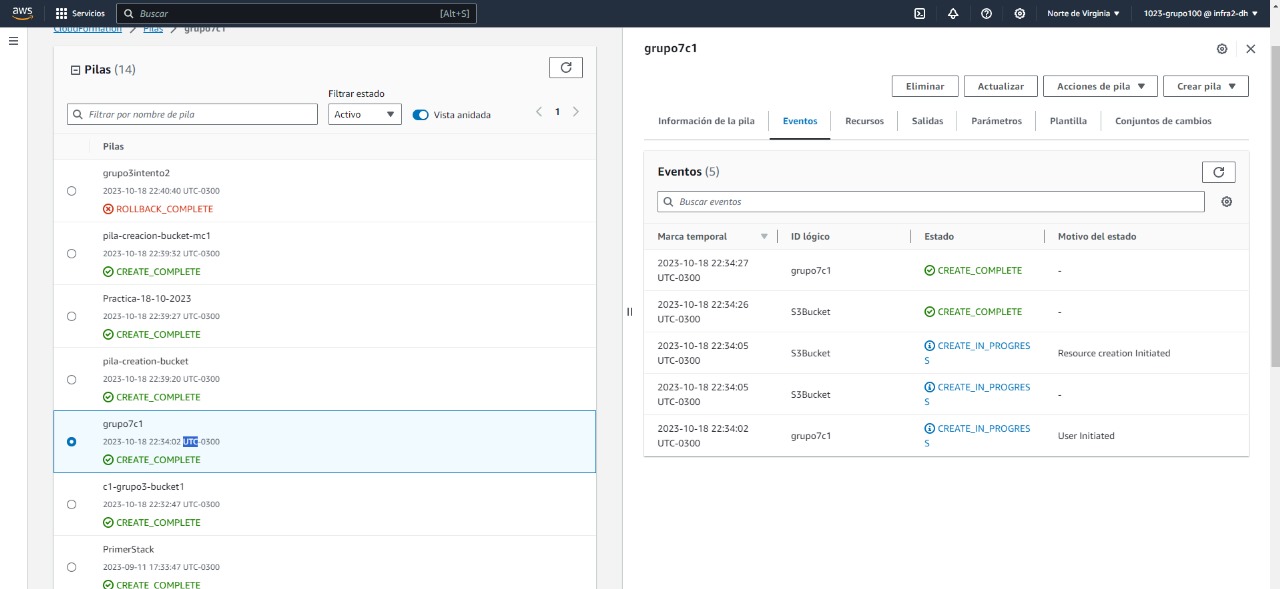 aws
Servicios
Buscar
[Alt+S]
Norte de Virginia
1023-grupo100 @ infra2-dh
CloudFormation
Pilas
grupo7c1
Pilas (14)
Filtrar por nombre de pila
Filtrar estado
Activo
Vista anidada
1
Pilas
grupo3intento2
2023-10-18 22:40:40 UTC-0300
ROLLBACK_COMPLETE
pila-creacion-bucket-mc1
2023-10-18 22:39:32 UTC-0300
CREATE_COMPLETE
Practica-18-10-2023
2023-10-18 22:39:27 UTC-0300
CREATE_COMPLETE
pila-creation-bucket
2023-10-18 22:39:20 UTC-0300
CREATE_COMPLETE
grupo7c1
2023-10-18 22:34:02 UTC-0300
CREATE_COMPLETE
c1-grupo3-bucket1
2023-10-18 22:32:47 UTC-0300
CREATE_COMPLETE
PrimerStack
2023-09-11 17:33:47 UTC-0300
CREATE_COMPLETE
grupo7c1
Eliminar
Actualizar
Acciones de pila
Crear pila
Información de la pila
Eventos
Recursos
Salidas
Parámetros
Plantilla
Conjuntos de cambios
Eventos (5)
Buscar eventos
Marca temporal
ID lógico
Estado
Motivo del estado
2023-10-18 22:34:27
UTC-0300
grupo7c1
CREATE_COMPLETE
-
2023-10-18 22:34:26
UTC-0300
S3Bucket
CREATE_COMPLETE
-
2023-10-18 22:34:05
UTC-0300
S3Bucket
CREATE_IN_PROGRES
S
Resource creation Initiated
2023-10-18 22:34:05
UTC-0300
S3Bucket
CREATE_IN_PROGRES
S
-
2023-10-18 22:34:02
UTC-0300
grupo7c1
CREATE_IN_PROGRES
S
User Initiated